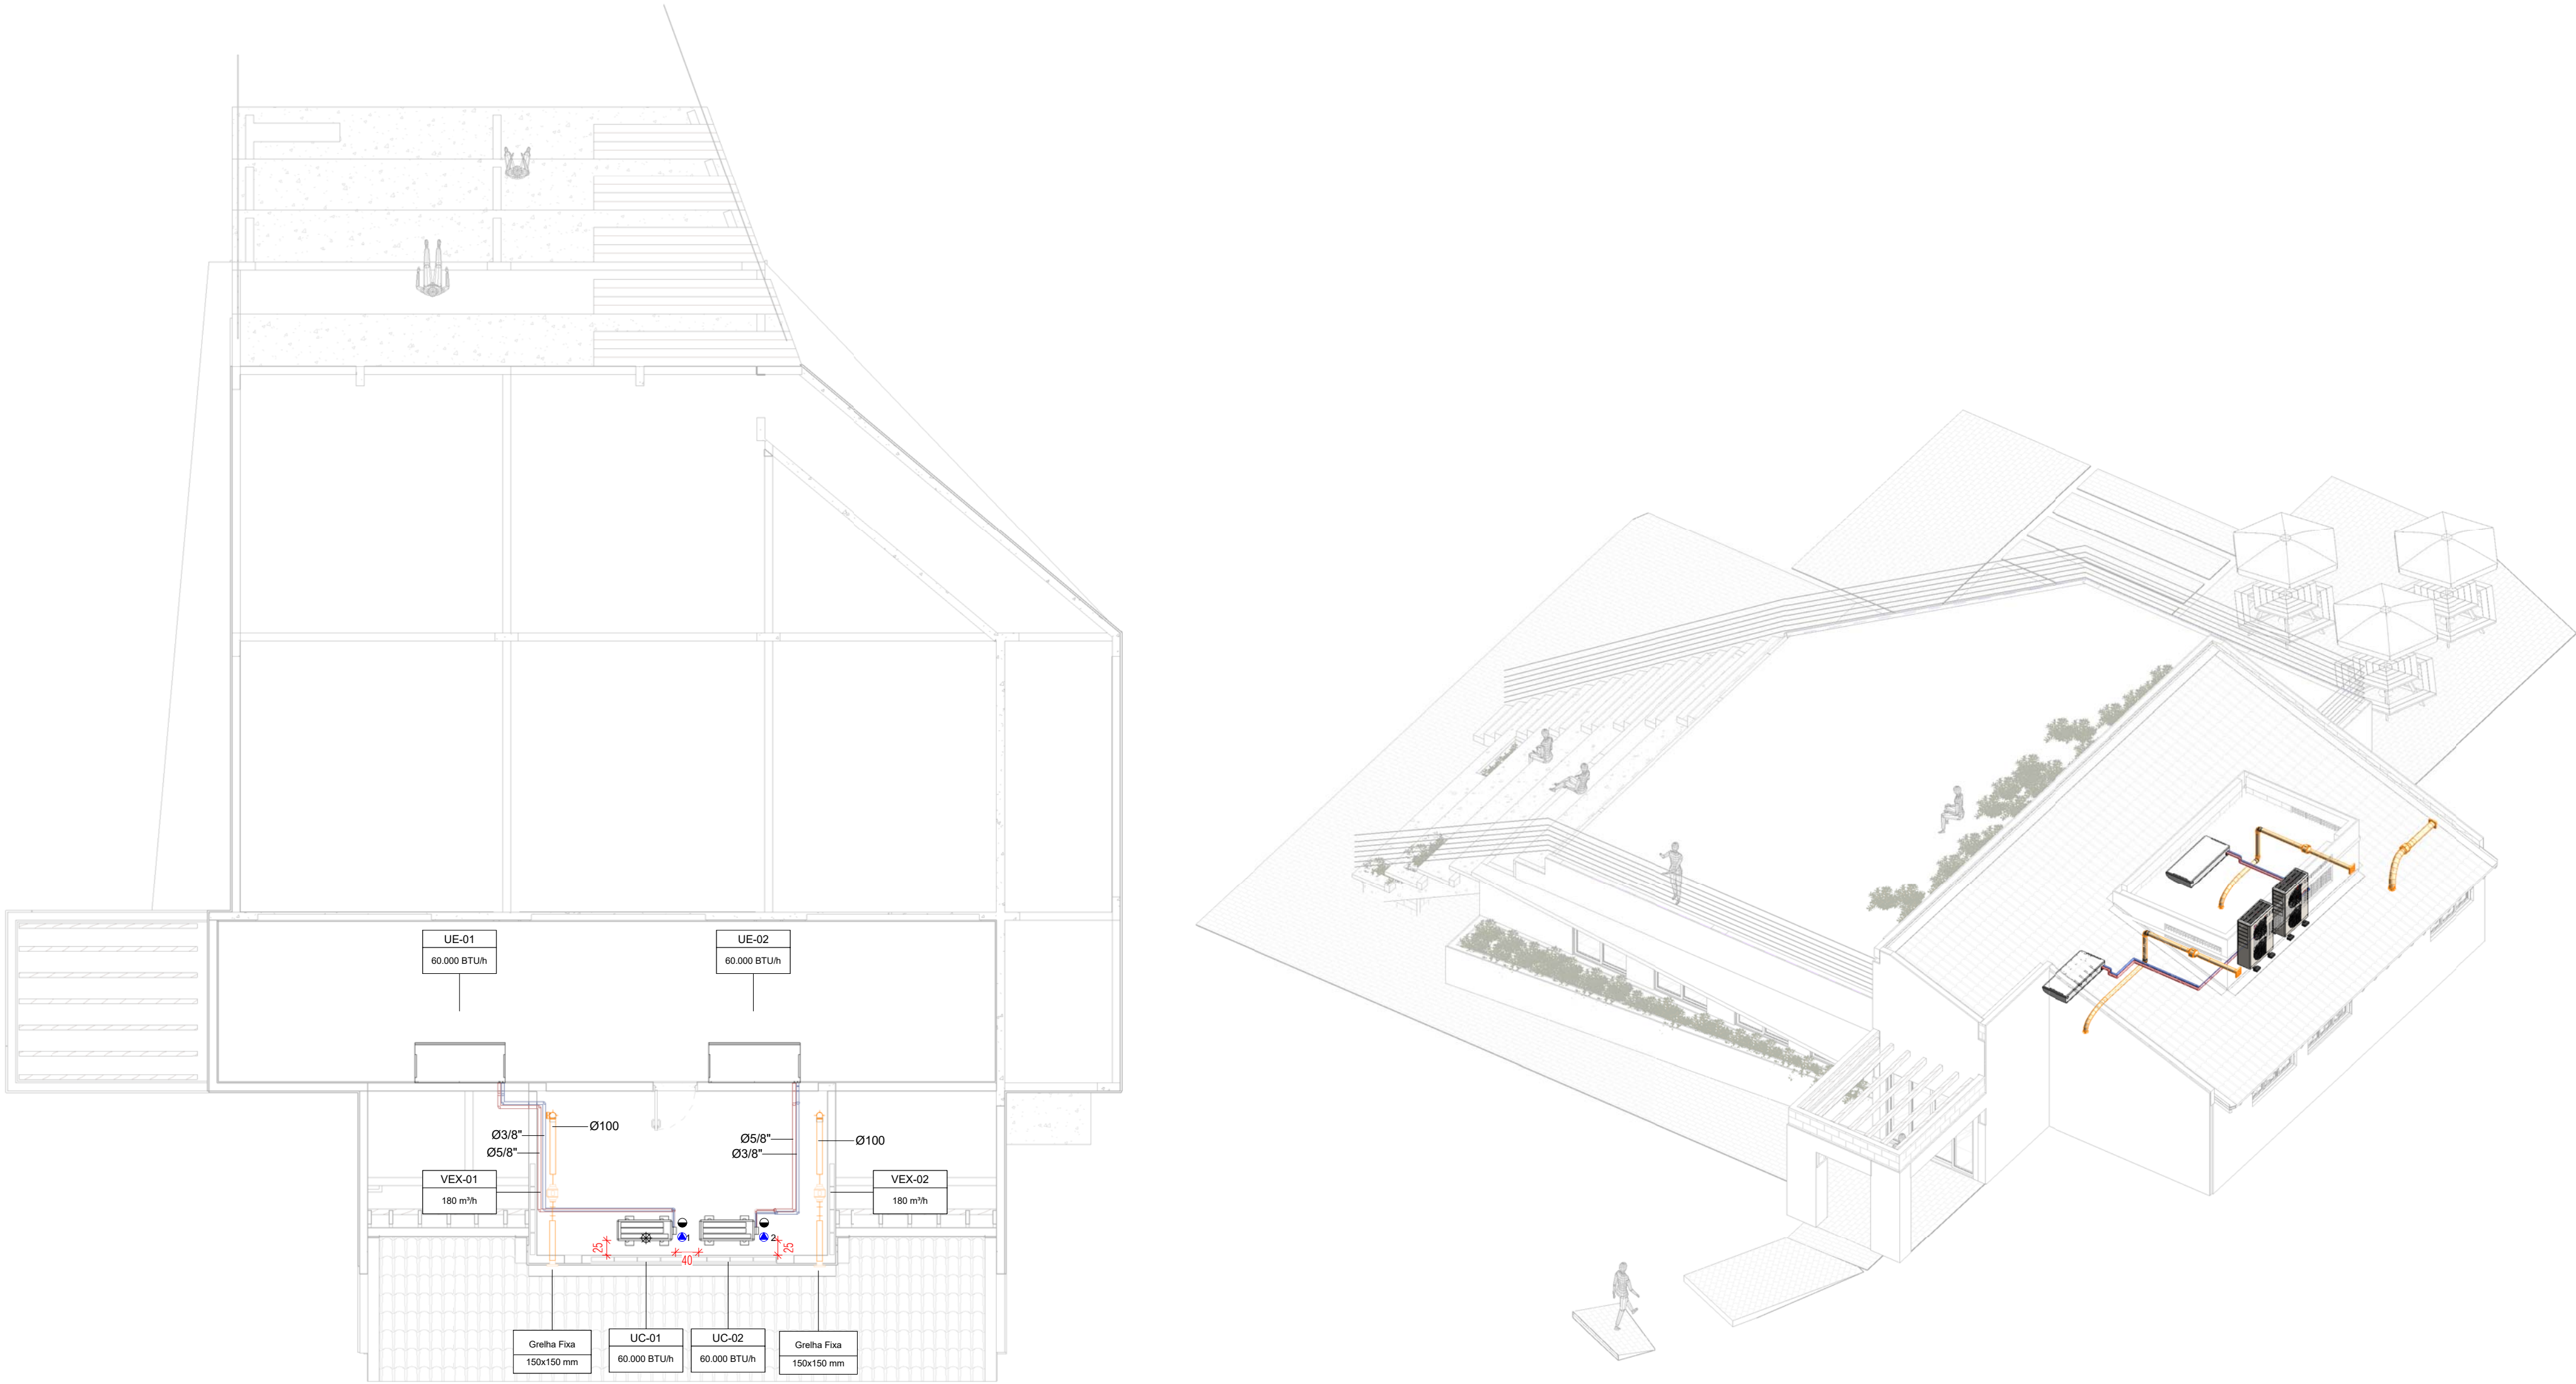 UE-01
60.000 BTU/h
UE-02
60.000 BTU/h
Ø3/8"
Ø5/8"
Ø100
Ø5/8"
Ø3/8"
Ø100
VEX-01
180 m³/h
VEX-02
180 m³/h
1
2
25
40
25
Grelha Fixa
150x150 mm
UC-01
60.000 BTU/h
UC-02
60.000 BTU/h
Grelha Fixa
150x150 mm